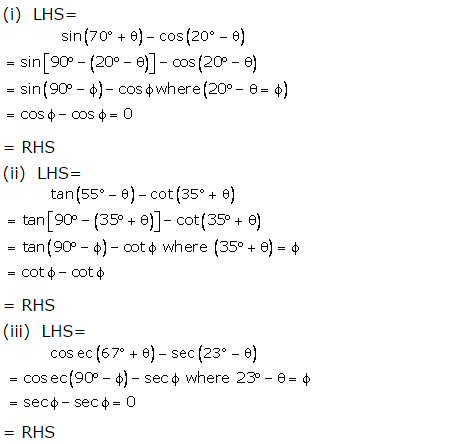 (i) LHS=
sin(70° + θ) – cos(20° – θ)
= sin[90° – (20° – θ)] – cos(20° – θ)
= sin(90° – ϕ) – cosϕ where (20° – θ = ϕ)
= cosϕ – cosϕ = 0
= RHS
(ii) LHS=
tan(55° – θ) – cot(35° + θ)
= tan[90° – (35° + θ)] – cot(35° + θ)
= tan(90° – ϕ) – cotϕ where (35° + θ) = ϕ
= cotϕ – cotϕ
= RHS
(iii) LHS=
cosec(67° + θ) – sec(23° – θ)
= cosec(90° – ϕ) – secϕ where 23° – θ = ϕ
= secϕ – secϕ = 0
= RHS